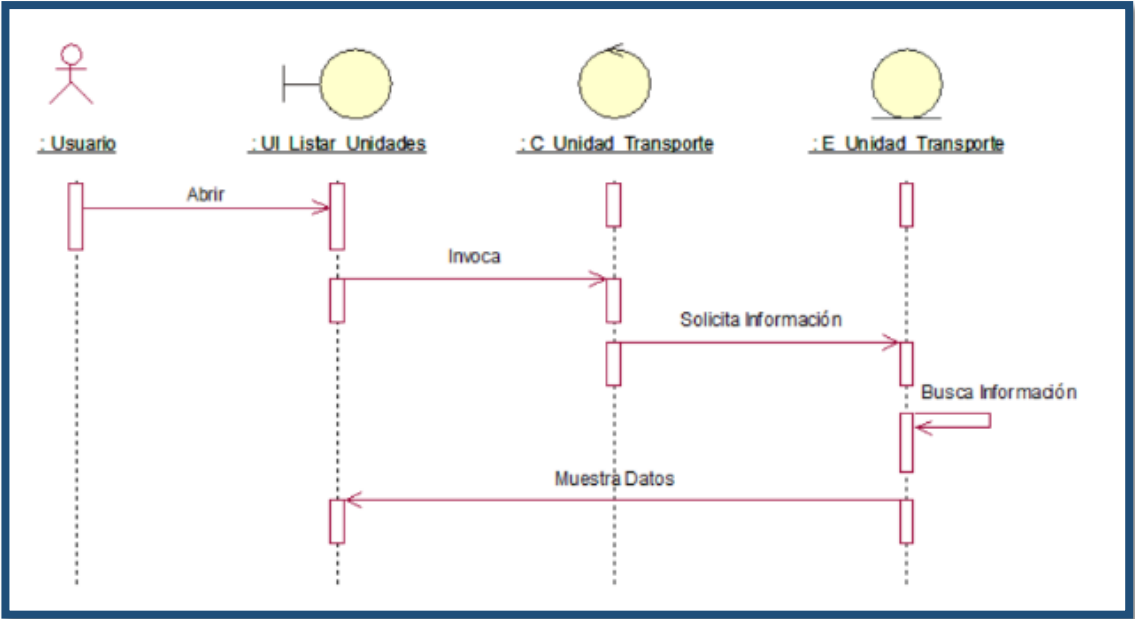 : Usuario
: UI_Listar_Unidades
: C_Unidad_Transporte
: E_Unidad_Transporte
Abrir
Invoca
Solicita Información
Busca Información
Muestra Datos